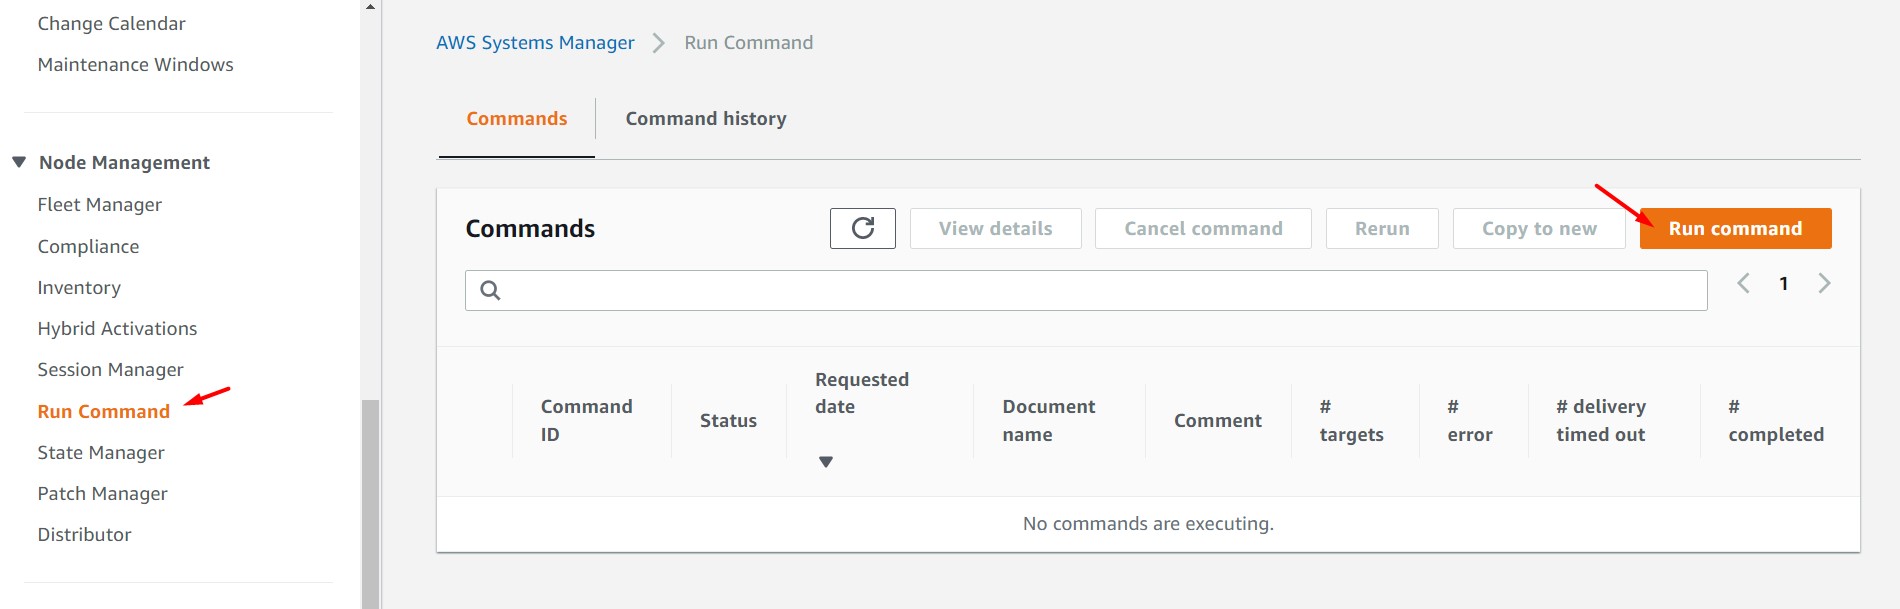 Change Calendar
Maintenance Windows
Node Management
Fleet Manager
Compliance
Inventory
Hybrid Activations
Session Manager
Run Command
State Manager
Patch Manager
Distributor
AWS Systems Manager Run Command
Commands Command history
Commands View details Cancel command Rerun Copy to new Run command
1
Command ID
Status
Requested date
Document name
Comment
# targets
# error
# delivery timed out
# completed
No commands are executing.